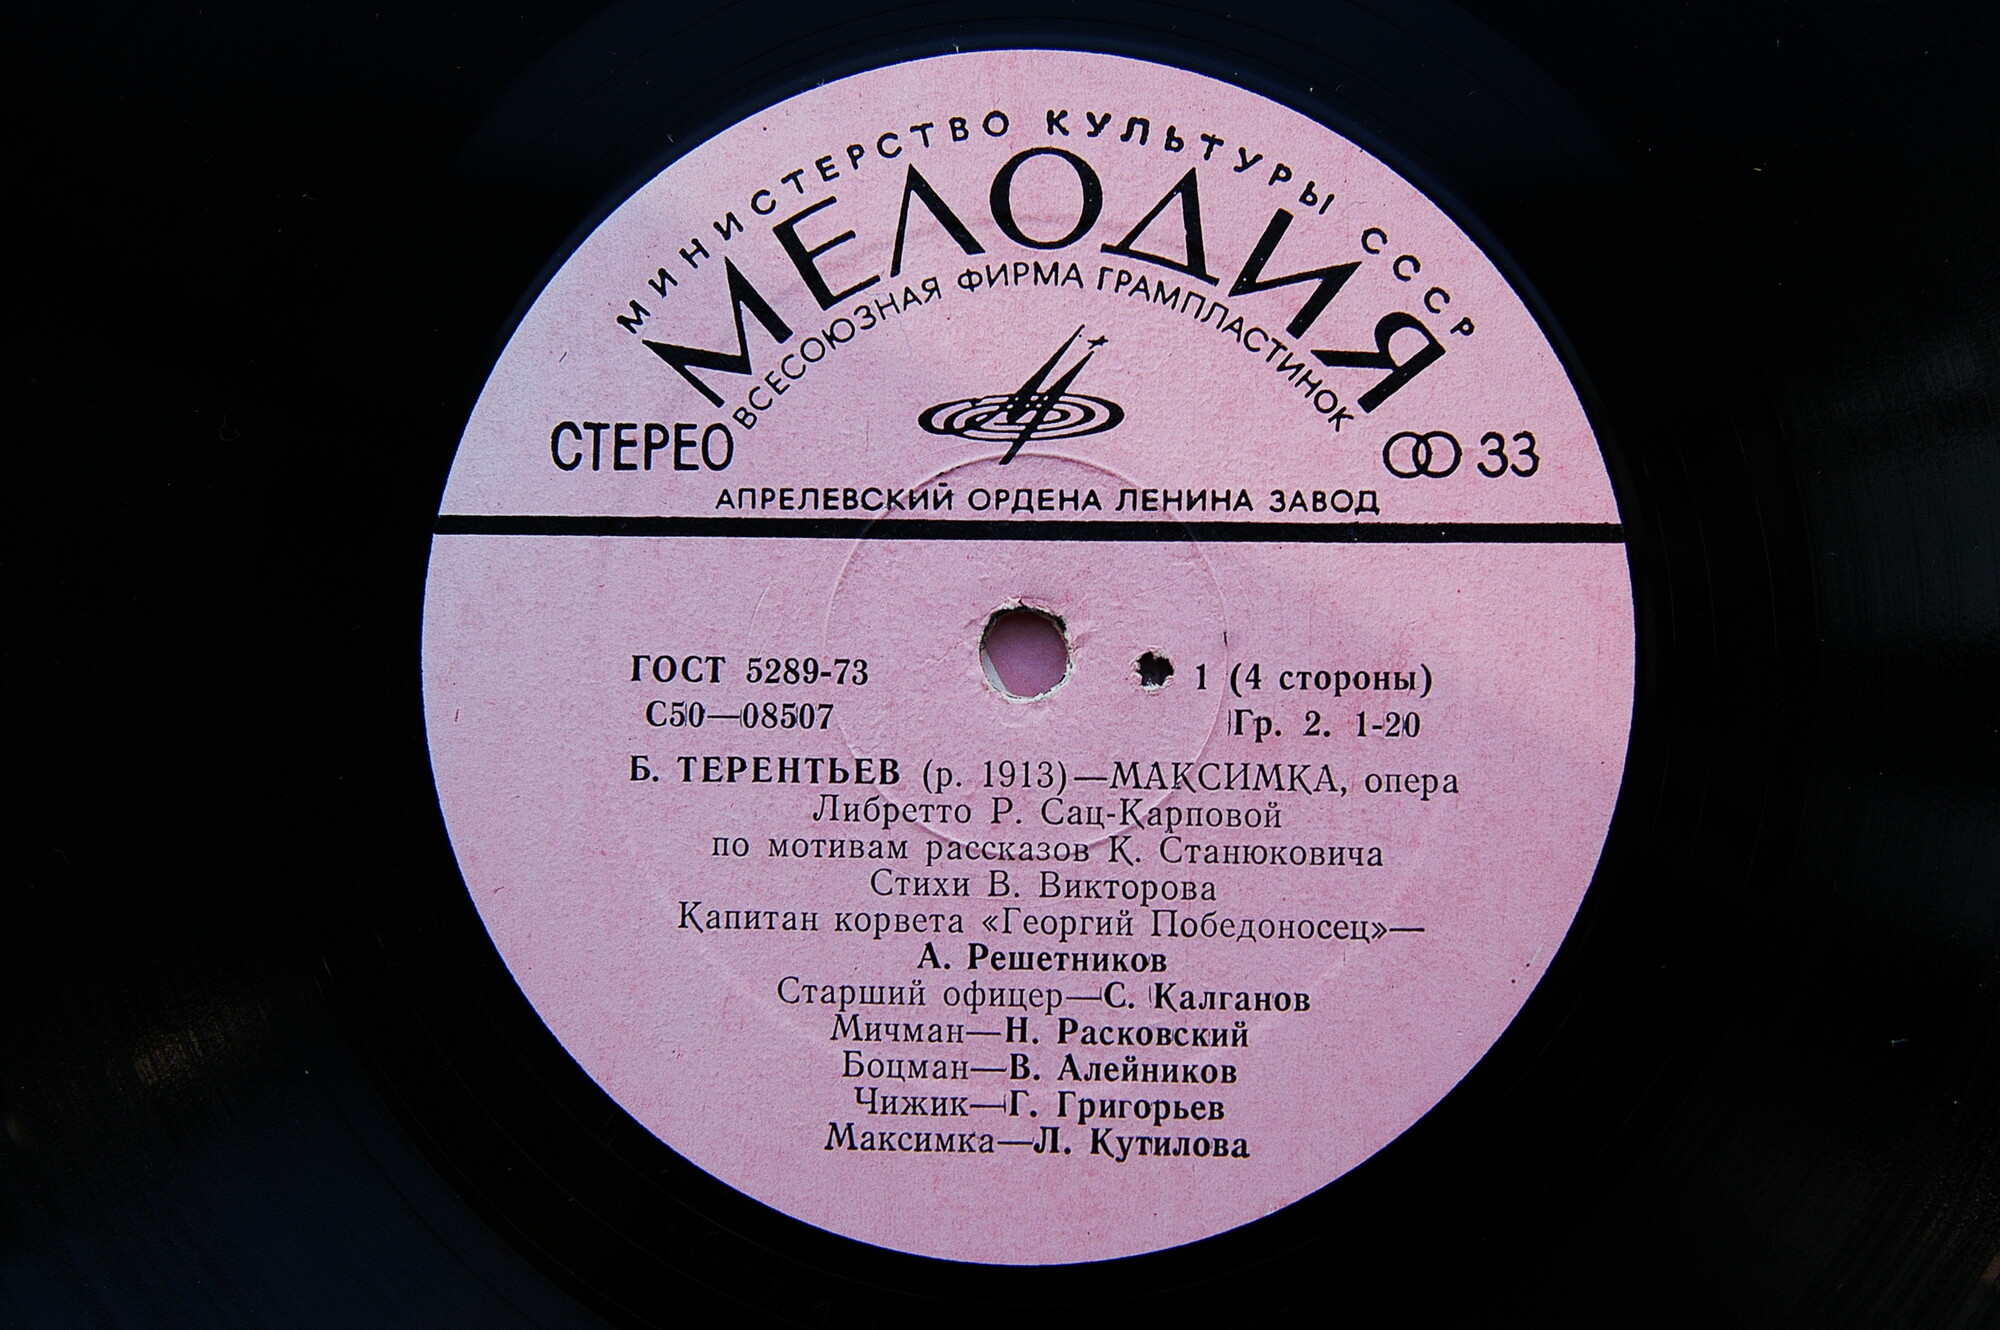 МИНИСТЕРСТВО КУЛЬТУРЫ СССР
МЕЛОДИЯ
ВСЕСОЮЗНАЯ ФИРМА ГРАМПЛАСТИНОК
СТЕРЕО
33
АПРЕЛЕВСКИЙ ОРДЕНА ЛЕНИНА ЗАВОД
ГОСТ 5289-73
1 (4 стороны)
С50—08507
Гр. 2. 1-20
Б. ТЕРЕНТЬЕВ (р. 1913)—МАКСИМКА, опера
Либретто Р. Сац-Карповой
по мотивам рассказов К. Станюковича
Стихи В. Викторова
Капитан корвета «Георгий Победоносец»—
А. Решетников
Старший офицер—С. Калганов
Мичман—Н. Расковский
Боцман—В. Алейников
Чижик—Г. Григорьев
Максимка—Л. Кутилова